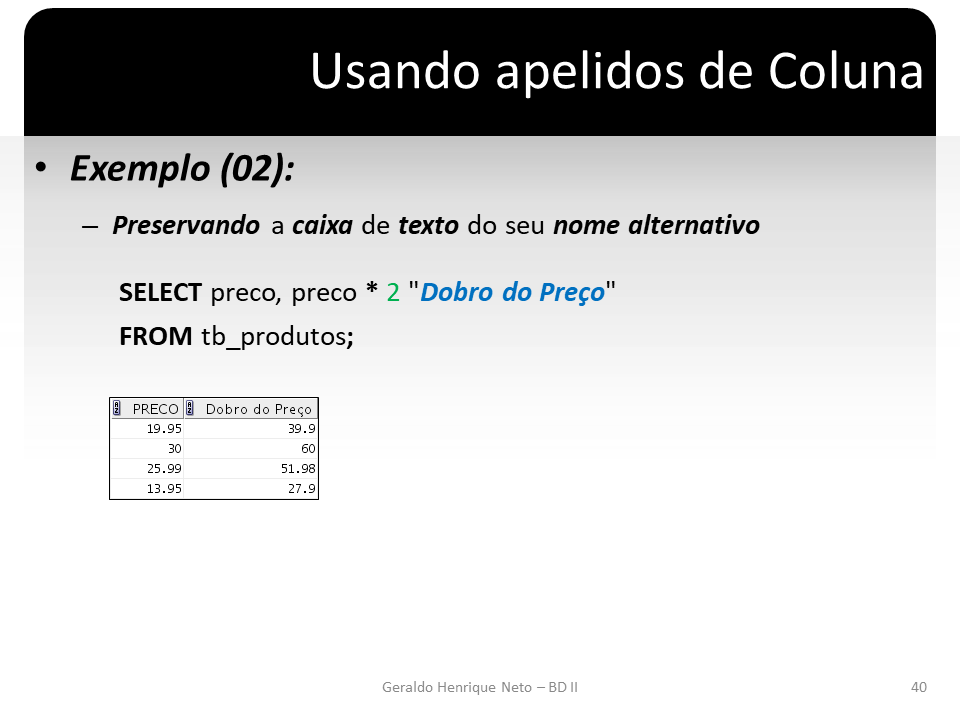 Usando apelidos de Coluna
• Exemplo (02):
– Preservando a caixa de texto do seu nome alternativo
SELECT preco, preco * 2 "Dobro do Preço"
FROM tb_produtos;
PRECO Dobro do Preço
19.95 39.9
30 60
25.99 51.98
13.95 27.9
Geraldo Henrique Neto – BD II 40